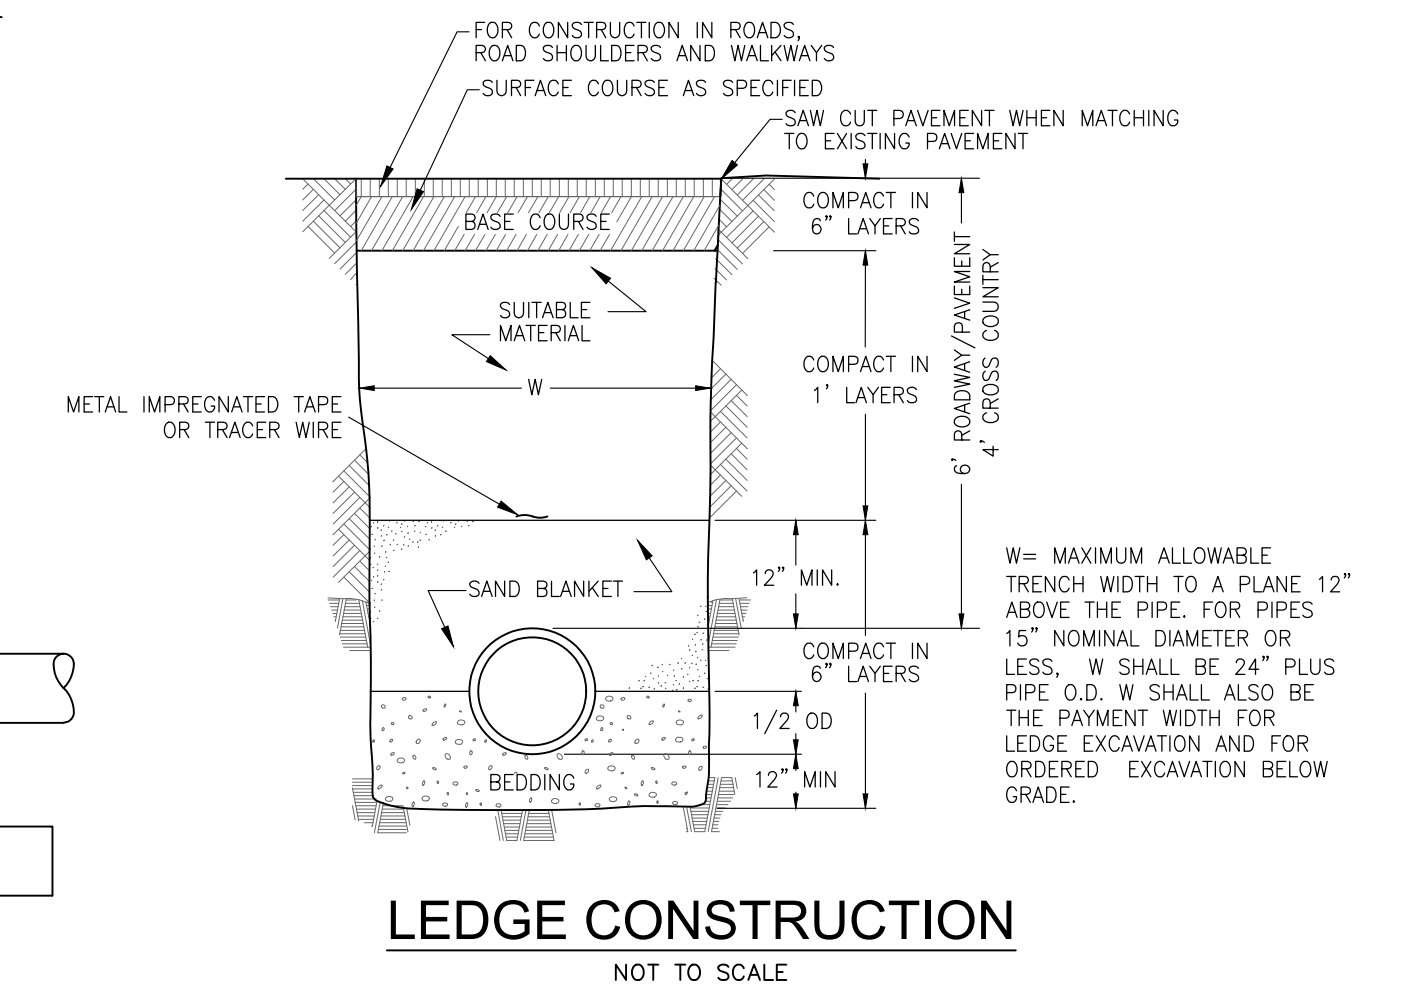 FOR CONSTRUCTION IN ROADS,
ROAD SHOULDERS AND WALKWAYS
SURFACE COURSE AS SPECIFIED
SAW CUT PAVEMENT WHEN MATCHING
TO EXISTING PAVEMENT
COMPACT IN
6” LAYERS
BASE COURSE
6’ ROADWAY/PAVEMENT
4’ CROSS COUNTRY
SUITABLE
MATERIAL
COMPACT IN
1’ LAYERS
W
METAL IMPREGNATED TAPE
OR TRACER WIRE
12” MIN.
SAND BLANKET
COMPACT IN
6” LAYERS
1/2 OD
BEDDING
12” MIN
W= MAXIMUM ALLOWABLE
TRENCH WIDTH TO A PLANE 12”
ABOVE THE PIPE. FOR PIPES
15” NOMINAL DIAMETER OR
LESS, W SHALL BE 24” PLUS
PIPE O.D. W SHALL ALSO BE
THE PAYMENT WIDTH FOR
LEDGE EXCAVATION AND FOR
ORDERED EXCAVATION BELOW
GRADE.
LEDGE CONSTRUCTION
NOT TO SCALE